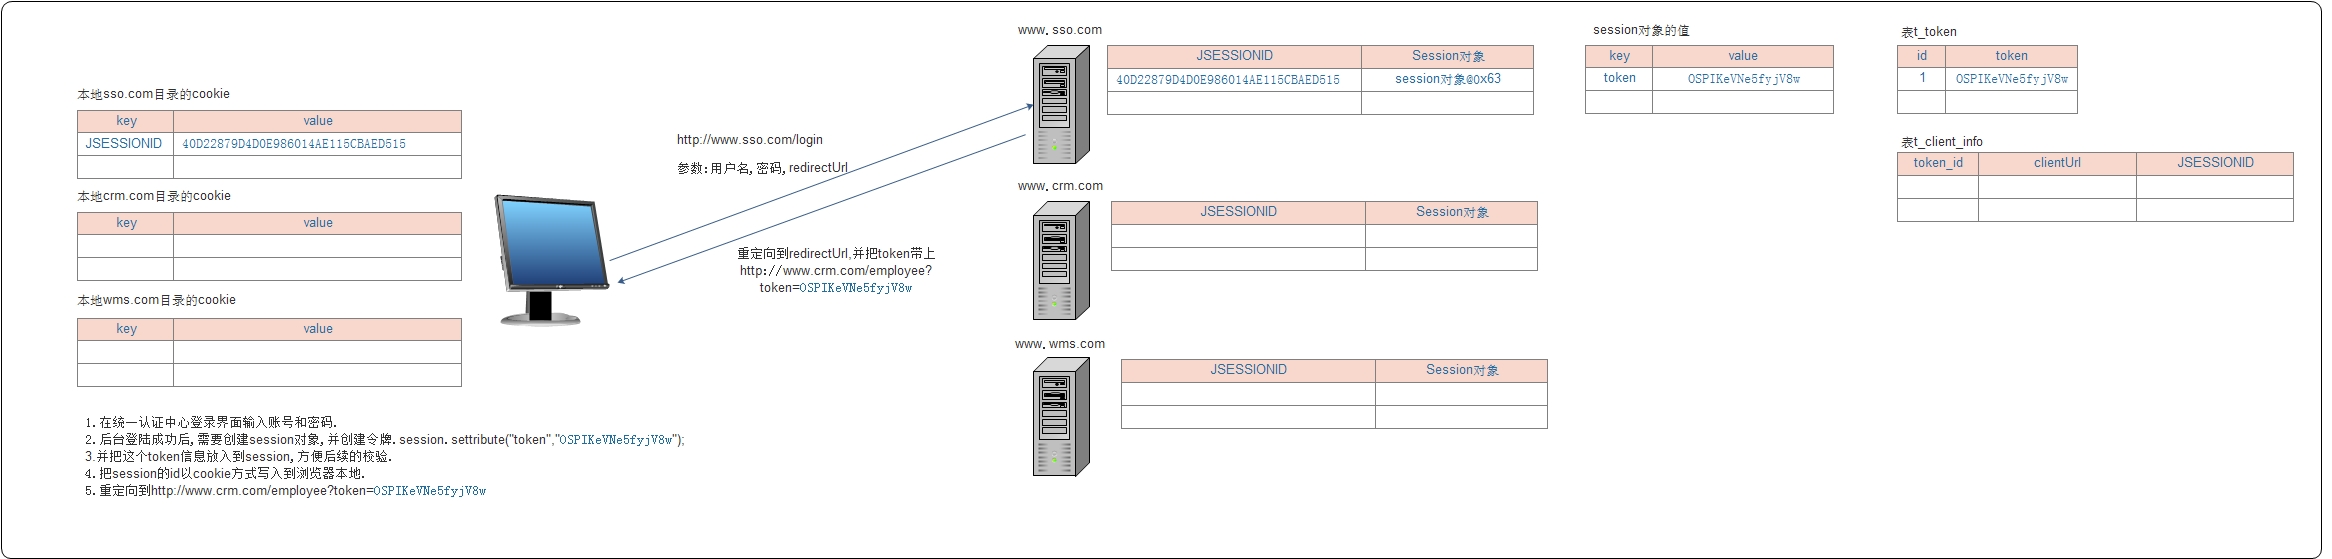 本地sso.com目录的cookie
key value
JSESSIONID 40D22879D4D0E986014AE115CBAED515
本地crm.com目录的cookie
key value
本地wms.com目录的cookie
key value
1. 在统一认证中心登录界面输入账号和密码.
2. 后台登陆成功后, 需要创建session对象, 并创建令牌. session. settribute("token","OSPIKeVNe5fyjV8w");
3.并把这个token信息放入到session, 方便后续的校验.
4. 把session的id以cookie方式写入到浏览器本地.
5. 重定向到http://www.crm.com/employee?token=OSPIKeVNe5fyjV8w
http://www.sso.com/login
参数: 用户名, 密码, redirectUrl
重定向到redirectUrl,并把token带上
http://www.crm.com/employee?
token=OSPIKeVNe5fyjV8w
www. sso.com
JSESSIONID Session对象
40D22879D4D0E986014AE115CBAED515 session对象@0x63
www. crm.com
JSESSIONID Session对象
www. wms.com
JSESSIONID Session对象
session对象的值
key value
token OSPIKeVNe5fyjV8w
表t_token
id token
1 OSPIKeVNe5fyjV8w
表t_client_info
token_id clientUrl JSESSIONID